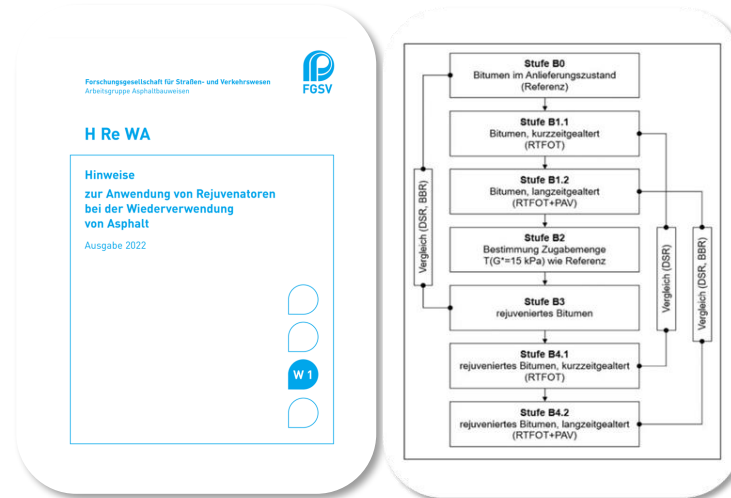 Forschungsgesellschaft für Straßen- und Verkehrswesen
Arbeitsgruppe Asphaltbauweisen
FGSV
H Re WA
Hinweise
zur Anwendung von Rejuvenatoren
bei der Wiederverwendung
von Asphalt
Ausgabe 2022
W 1
Stufe B0
Bitumen im Anlieferungszustand
(Referenz)
Stufe B1.1
Bitumen, kurzzeitgealtert
(RTFOT)
Stufe B1.2
Bitumen, langzeitgealtert
(RTFOT+PAV)
Stufe B2
Bestimmung Zugabemenge
T(G*=15 kPa) wie Referenz
Stufe B3
rejuveniertes Bitumen
Stufe B4.1
rejuveniertes Bitumen, kurzzeitgealtert
(RTFOT)
Stufe B4.2
rejuveniertes Bitumen, langzeitgealtert
(RTFOT+PAV)
Vergleich (DSR, BBR)
Vergleich (DSR)
Vergleich (DSR, BBR)